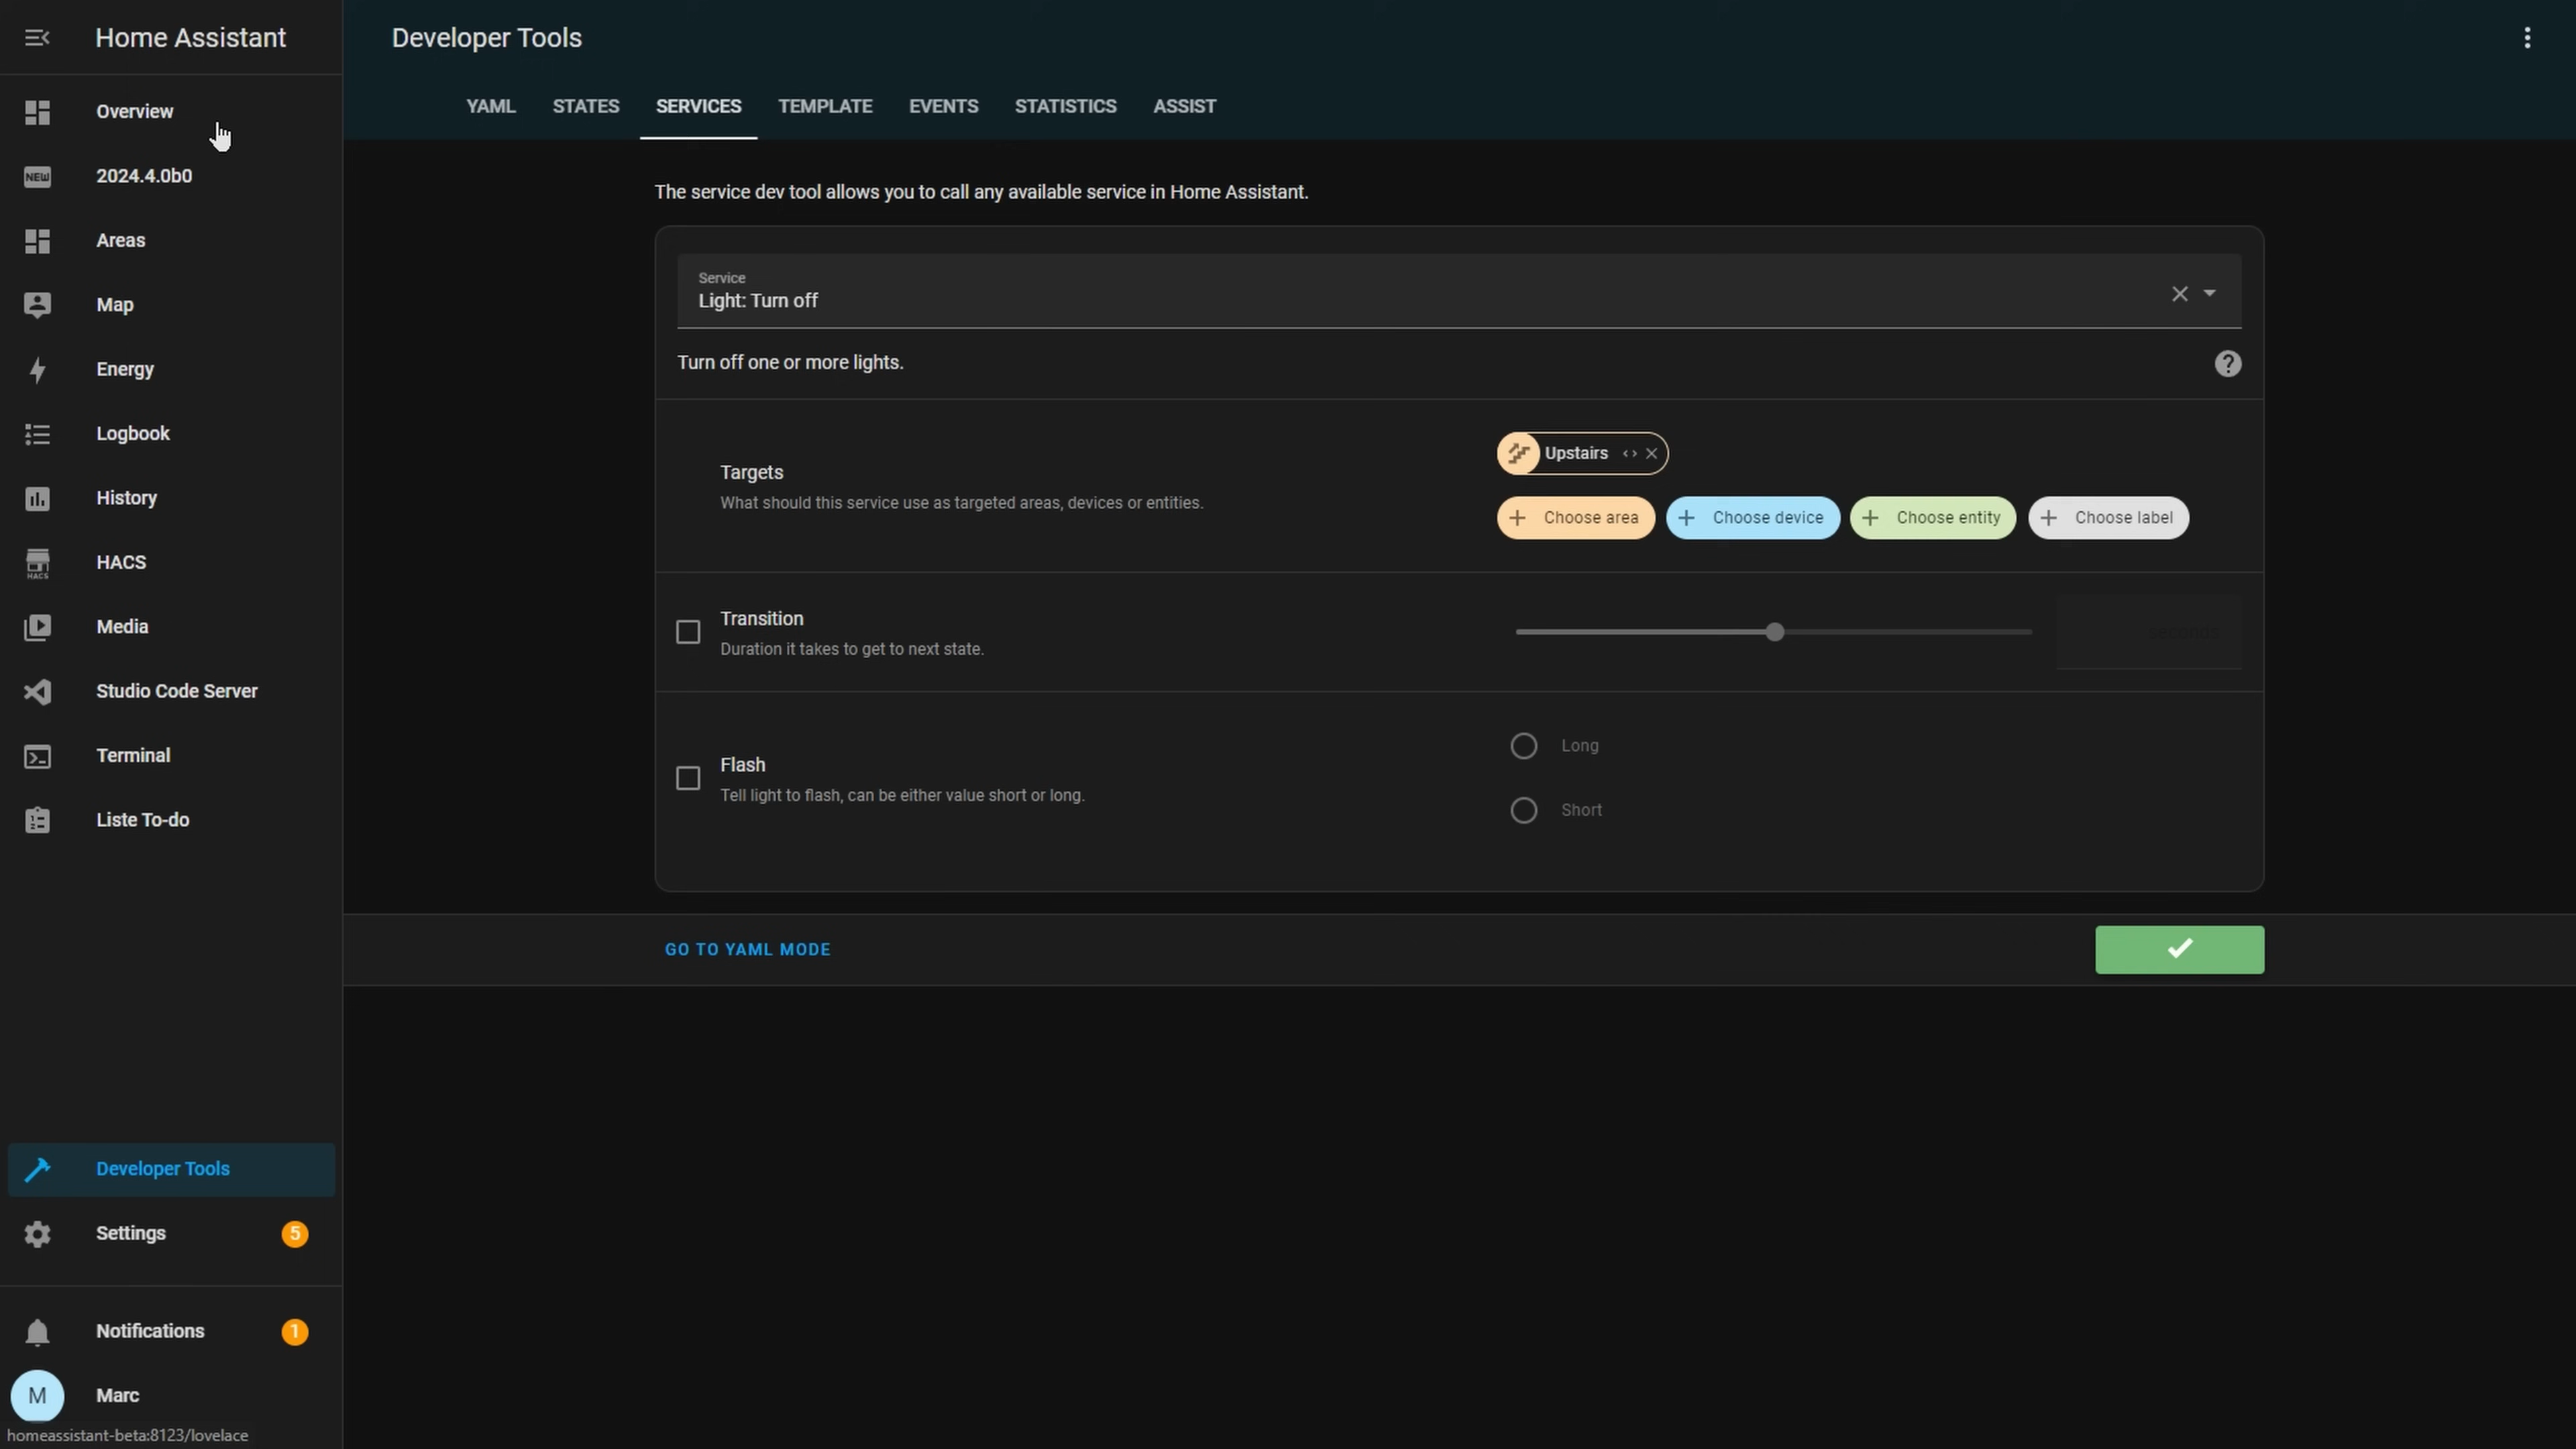 Home Assistant
Overview
NEW
2024.4.0b0
Areas
Map
Energy
Logbook
History
HACS
HACS
Media
Studio Code Server
Terminal
Liste To-do
Developer Tools
Settings
5
Notifications
1
M
Marc
homeassistant-beta:8123/lovelace
Developer Tools
YAML STATES SERVICES TEMPLATE EVENTS STATISTICS ASSIST
The service dev tool allows you to call any available service in Home Assistant.
Service
Light: Turn off
Turn off one or more lights.
Targets
What should this service use as targeted areas, devices or entities.
Upstairs
Choose area Choose device Choose entity Choose label
Transition
Duration it takes to get to next state.
seconds
Flash
Tell light to flash, can be either value short or long.
Long
Short
GO TO YAML MODE